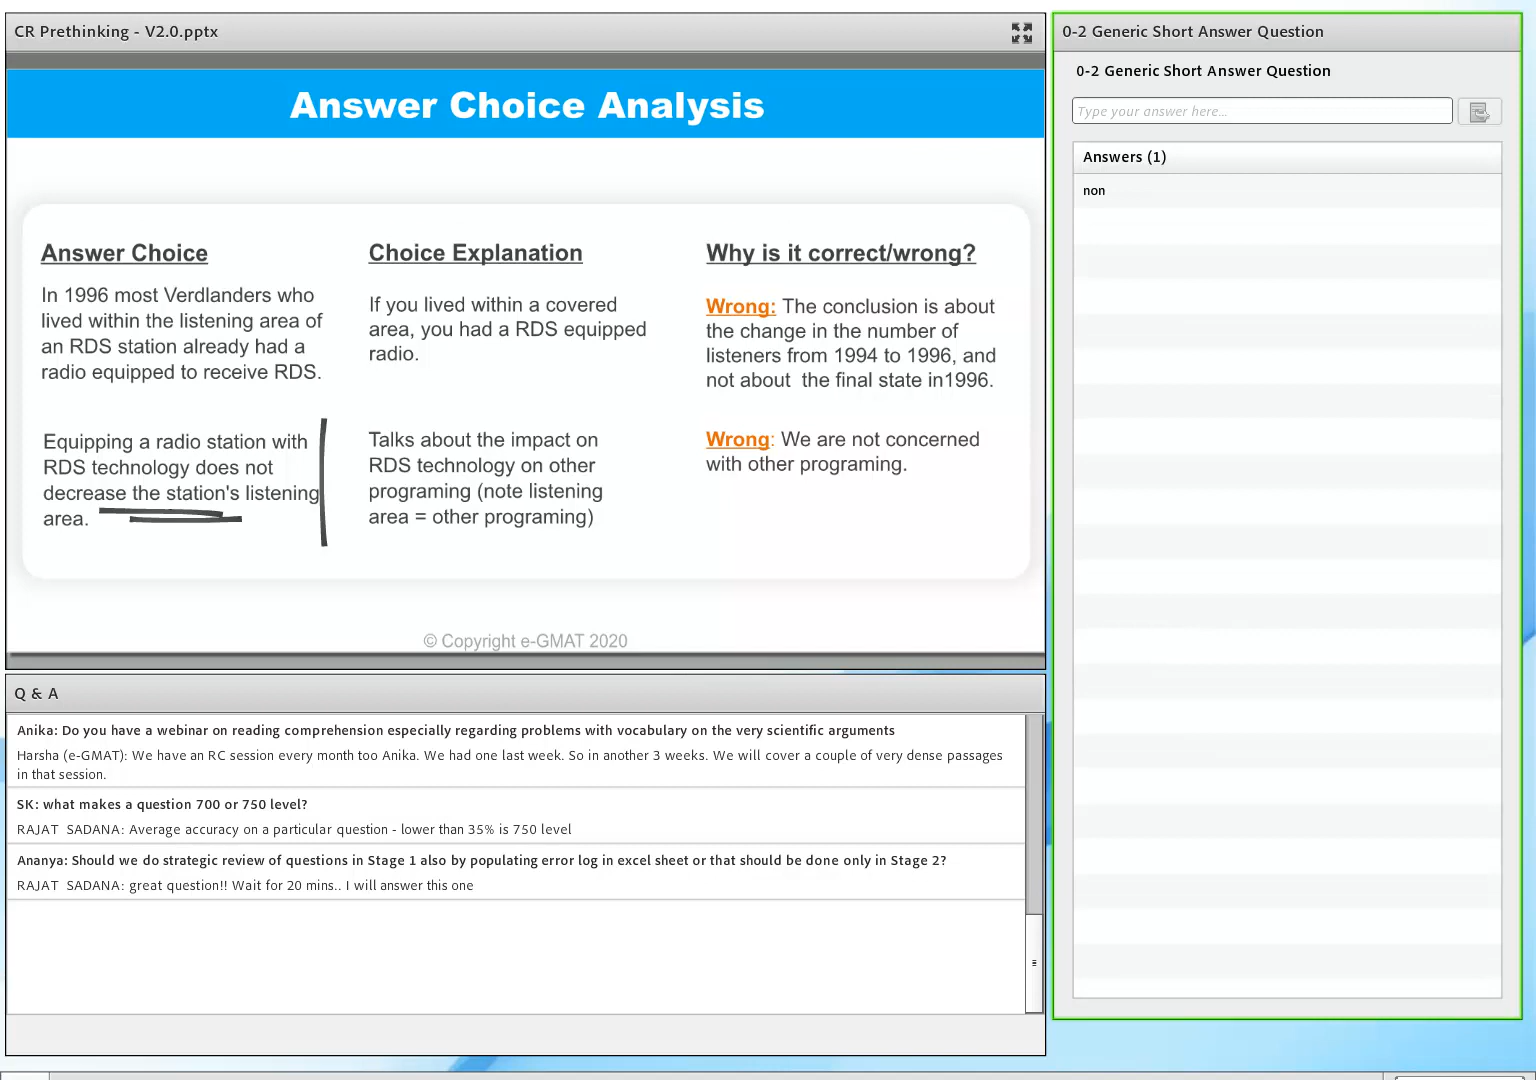 CR Prethinking - V2.0.pptx
Answer Choice Analysis
Answer Choice
In 1996 most Verdlanders who
lived within the listening area of
an RDS station already had a
radio equipped to receive RDS.
Choice Explanation
If you lived within a covered
area, you had a RDS equipped
radio.
Why is it correct/wrong?
Wrong: The conclusion is about
the change in the number of
listeners from 1994 to 1996, and
not about  the final state in1996.
Equipping a radio station with
RDS technology does not
decrease the station's listening
area.
Talks about the impact on
RDS technology on other
programing (note listening
area = other programing)
Wrong: We are not concerned
with other programing.
© Copyright e-GMAT 2020
Q & A
Anika: Do you have a webinar on reading comprehension especially regarding problems with vocabulary on the very scientific arguments
Harsha (e-GMAT): We have an RC session every month too Anika. We had one last week. So in another 3 weeks. We will cover a couple of very dense passages
in that session.
SK: what makes a question 700 or 750 level?
RAJAT SADANA: Average accuracy on a particular question - lower than 35% is 750 level
Ananya: Should we do strategic review of questions in Stage 1 also by populating error log in excel sheet or that should be done only in Stage 2?
RAJAT SADANA: great question!! Wait for 20 mins.. I will answer this one
0-2 Generic Short Answer Question
0-2 Generic Short Answer Question
Type your answer here...
Answers (1)
non